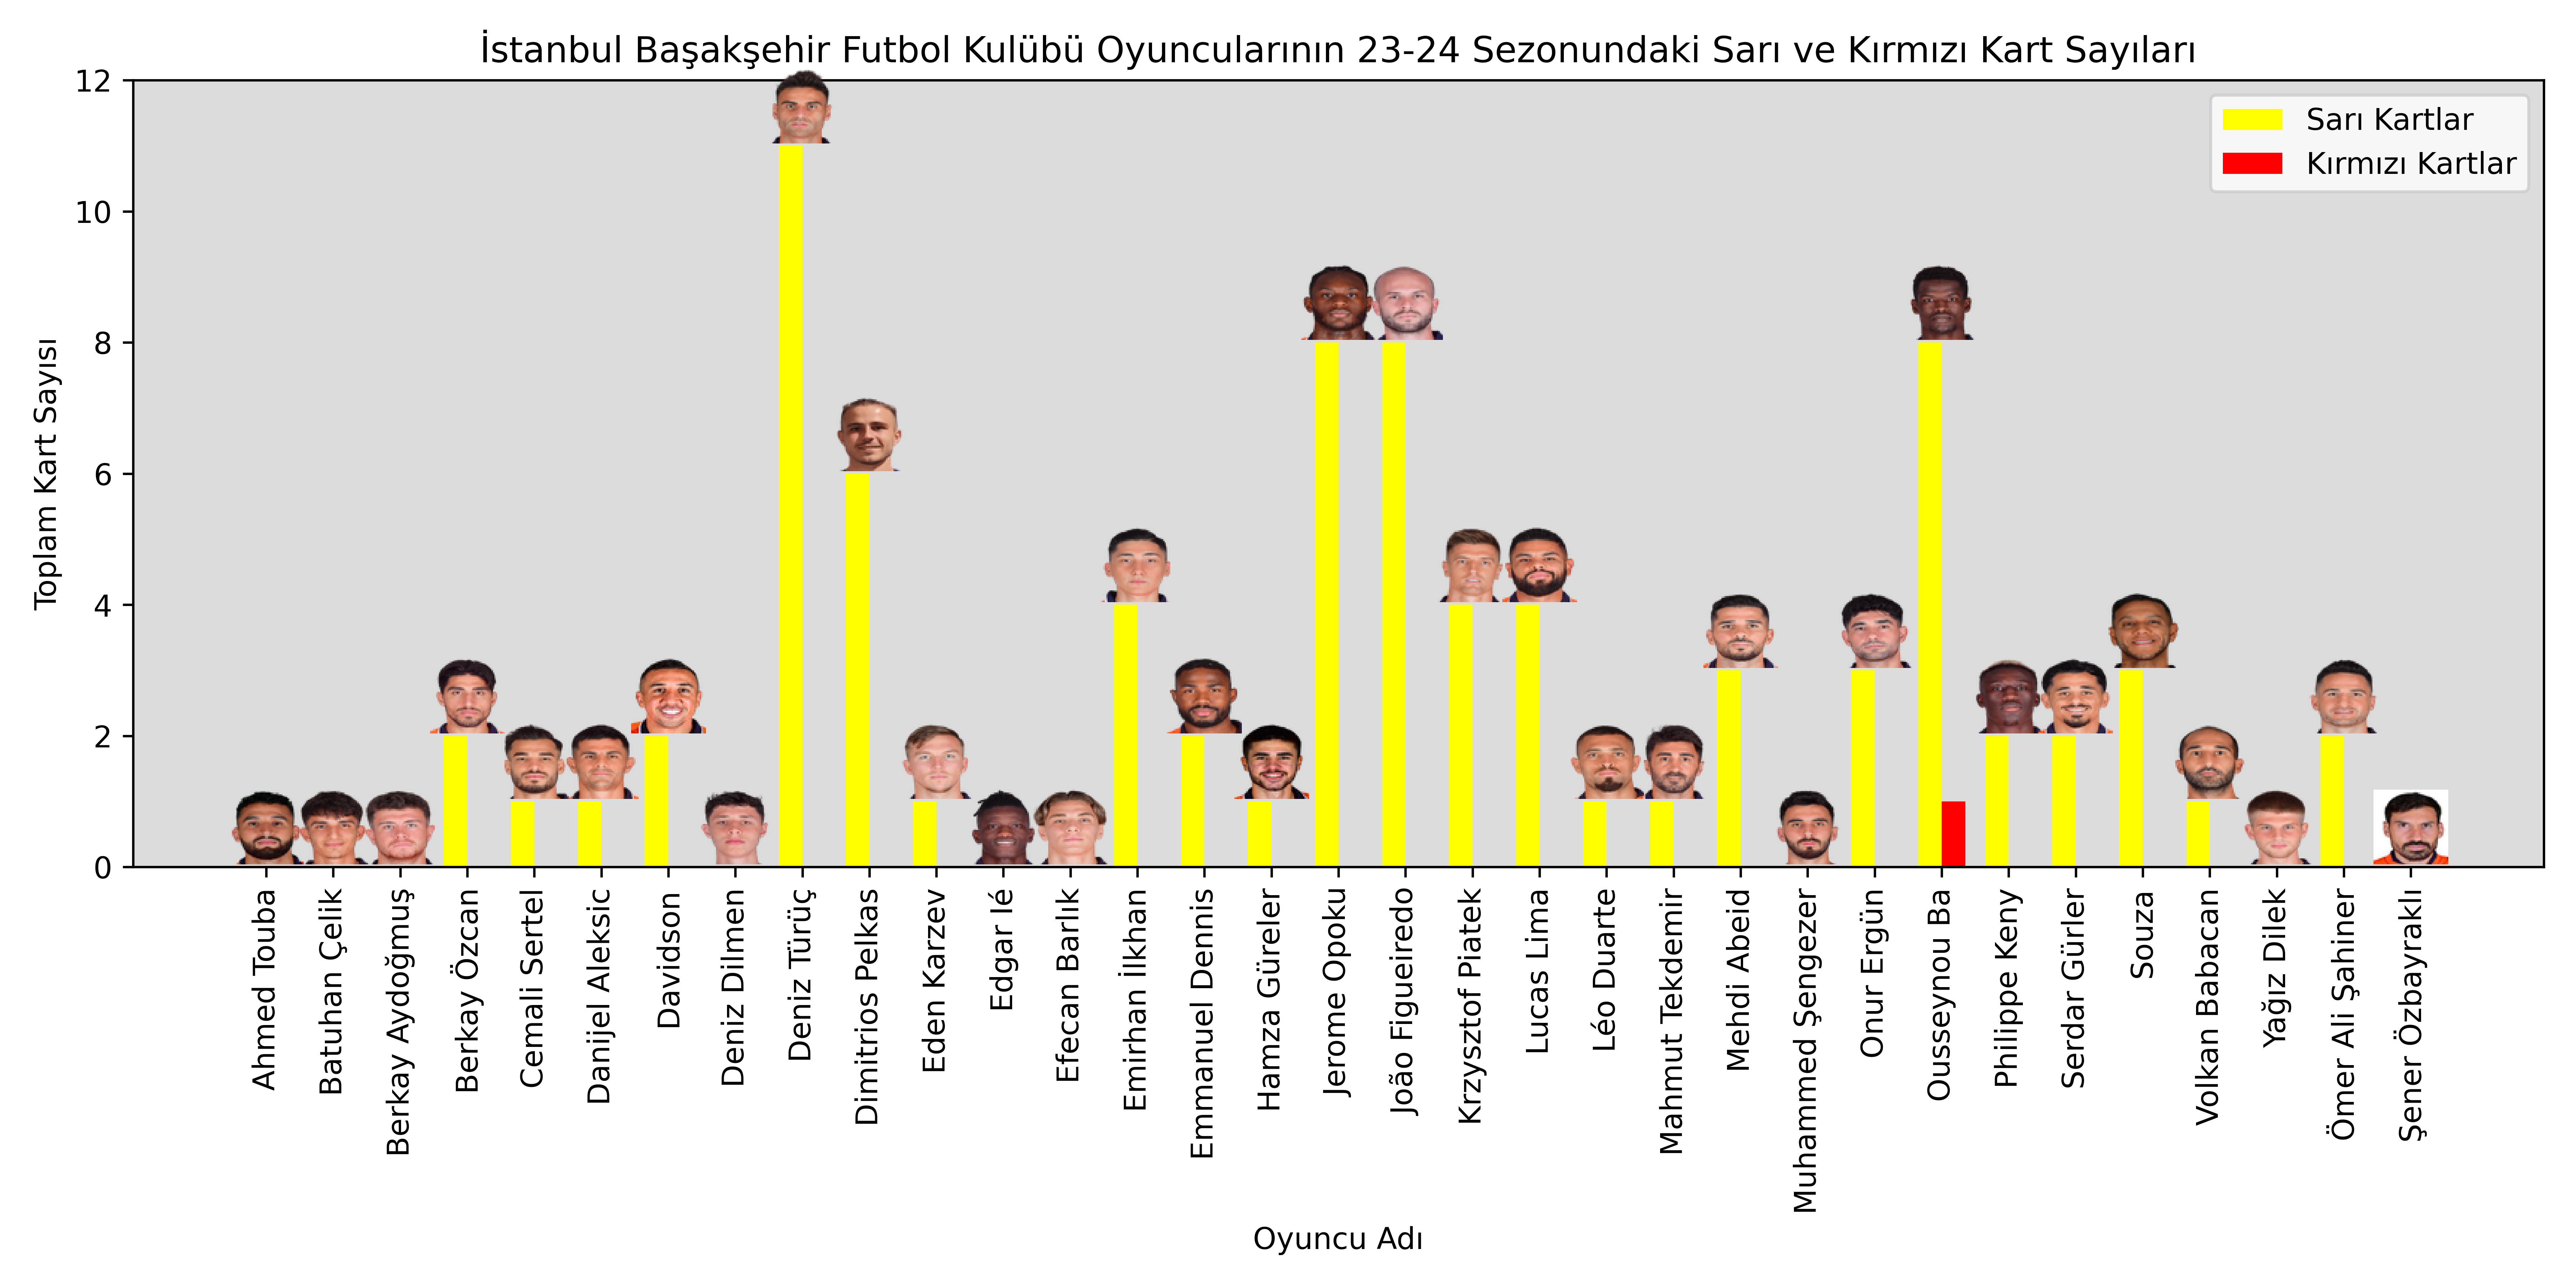 İstanbul Başakşehir Futbol Kulübü Oyuncularının 23-24 Sezonundaki Sarı ve Kırmızı Kart Sayıları
Sarı Kartlar
Kırmızı Kartlar
Toplam Kart Sayısı
12
10
8
6
4
2
0
Ahmed Touba
Batuhan Çelik
Berkay Aydoğmuş
Berkay Özcan
Cemali Sertel
Danijel Aleksic
Davidson
Deniz Dilmen
Deniz Türüç
Dimitrios Pelkas
Eden Karzev
Edgar Ié
Efecan Barlık
Emirhan İlkhan
Emmanuel Dennis
Hamza Güreler
Jerome Opoku
João Figueiredo
Krzysztof Piatek
Lucas Lima
Léo Duarte
Mahmut Tekdemir
Mehdi Abeid
Muhammed Şengezer
Onur Ergün
Ousseynou Ba
Philippe Keny
Serdar Gürler
Souza
Volkan Babacan
Yağız Dilek
Ömer Ali Şahiner
Şener Özbayraklı
Oyuncu Adı